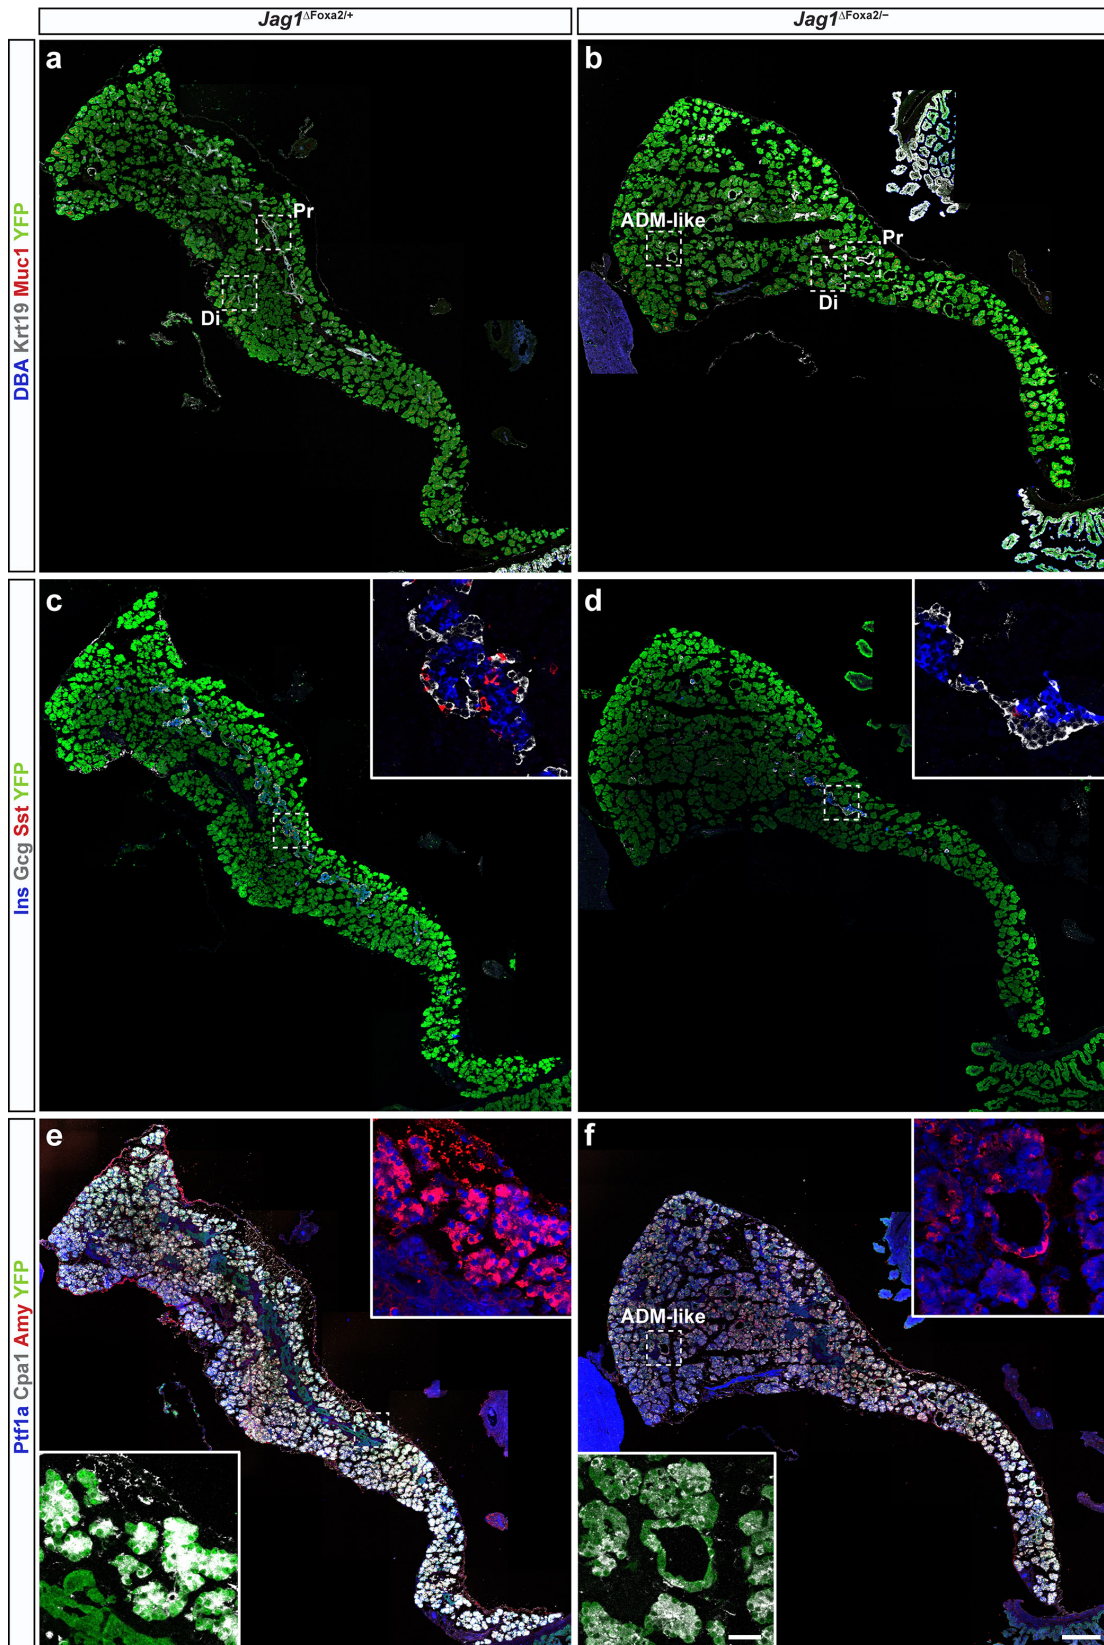 Jag1ΔFoxa2/+
Jag1ΔFoxa2/−
DBA Krt19 Muc1 YFP
a
Pr
Di
b
ADM-like
Pr
Di
Ins Gcg Sst YFP
c
d
Ptf1a Cpa1 Amy YFP
e
f
ADM-like